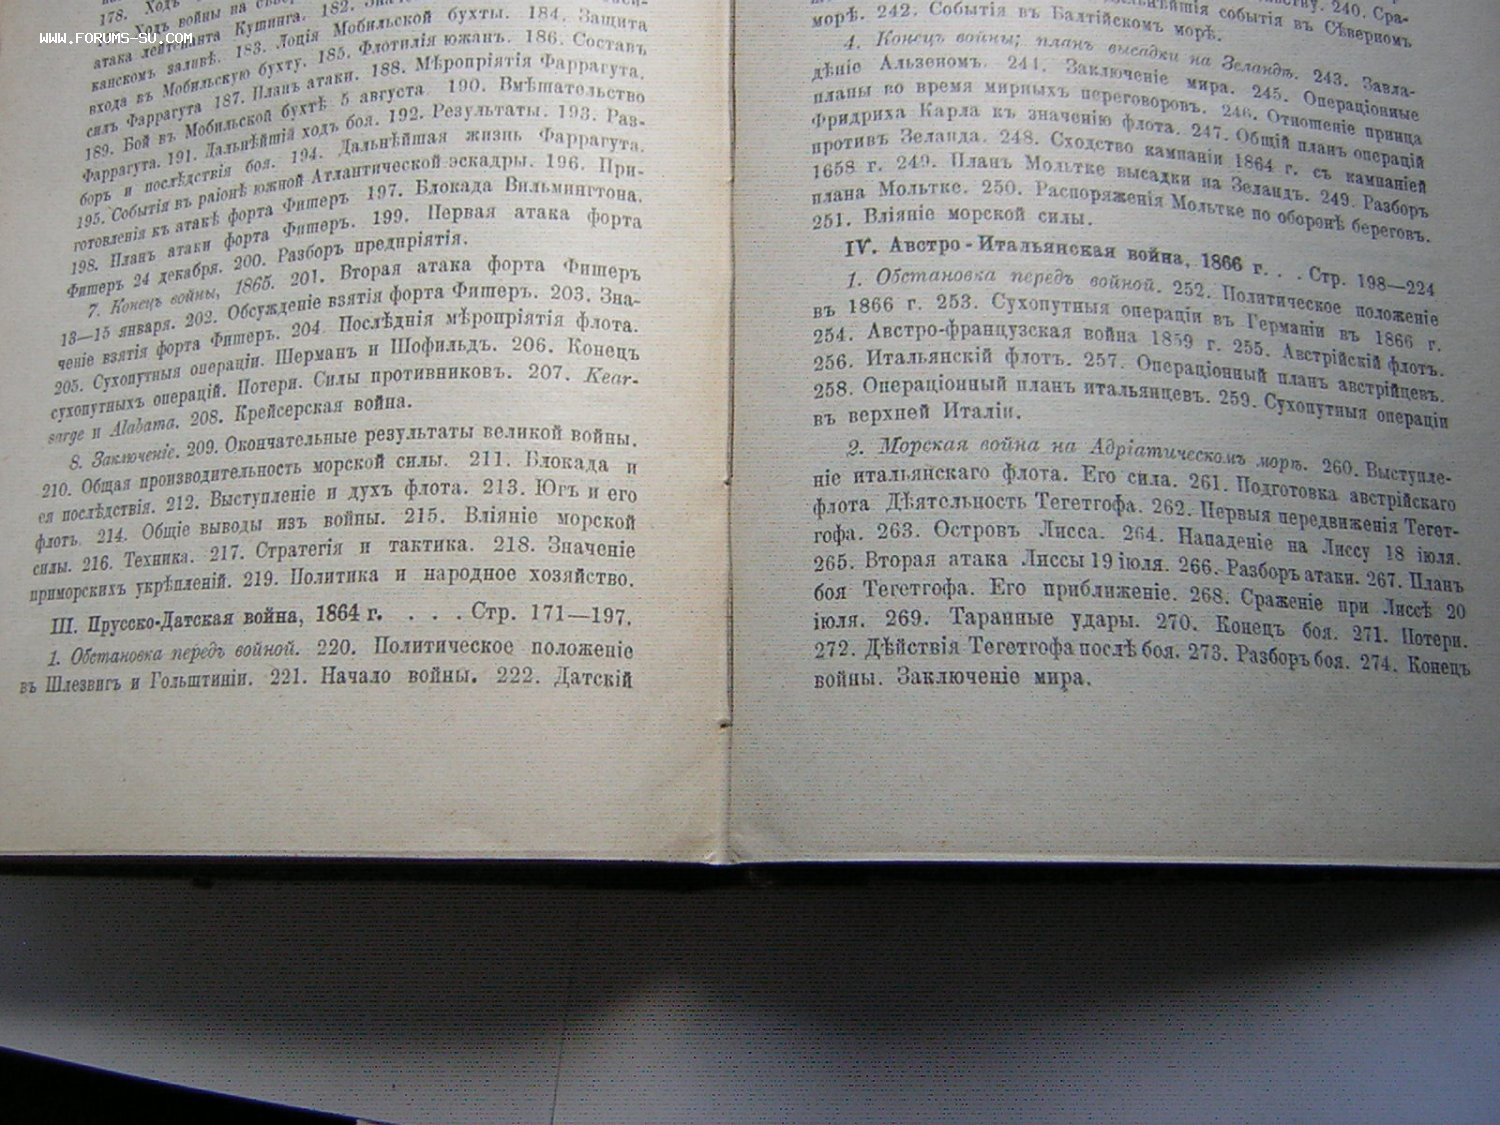 178. Ходъ
Ходъ войны на
WWW.FORUMS-SU.COM
атака лейтенанта Кушинга. 182.
канскомъ заливѣ. 183. Лоція Мобильской бухты. 184. Защита
входа въ Мобильскую бухту. 185. Флотилія южанъ. 186. Составъ
силъ Фаррагута 187. Планъ атаки. 188. Мѣропріятія Фаррагута.
189. Бой въ Мобильской бухтѣ 5 августа 190. Вмѣшательство
Фаррагута. 191. Дальнѣйшій ходъ боя. 192. Результаты. 193. Раз-
боръ и послѣдствія боя. 194. Дальнѣйшая жизнь Фаррагута.
195. Событія въ районѣ южной Атлантической эскадры. 196. При-
готовленія къ атакѣ форта Фишеръ 197. Блокада Вильмингтона.
198. Планъ атаки форта Фишеръ. 199. Первая атака форта
Фишеръ 24 декабря. 200. Разборъ предпріятія.
7. Конецъ войны, 1865. 201. Вторая атака форта Фишеръ
13—15 января. 202. Обсужденіе взятія форта Фишеръ. 203. Зна-
ченіе взятія форта Фишеръ. 204. Послѣднія мѣропріятія флота.
205. Сухопутныя операціи. Шерманъ и Шофильдъ. 206. Конецъ
сухопутныхъ операцій. Потери. Силы противниковъ. 207. Kear-
sarge и Alabama. 208. Крейсерская война.
8. Заключеніе. 209. Окончательные результаты великой войны.
210. Общая производительность морской силы. 211. Блокада и
ея послѣдствія. 212. Выступленіе и духъ флота. 213. Югъ и его
флотъ. 214. Общіе выводы изъ войны. 215. Вліяніе морской
силы. 216. Техника. 217. Стратегія и тактика. 218. Значеніе
приморскихъ укрѣпленій. 219. Политика и народное хозяйство.
III. Прусско-Датская война, 1864 г. . . . Стр. 171—197.
1. Обстановка передъ войной. 220. Политическое положеніе
въ Шлезвигъ и Гольштиніи. 221. Начало войны. 222. Датскій
240. Сра-
событія въ Сѣверномъ
морѣ. 242. Событія въ Балтійскомъ морѣ.
4. Конецъ войны; планъ высадки на Зеландъ. 243. Завла-
дѣніе Альзеномъ. 244. Заключеніе мира. 245. Операціонные
планы во время мирныхъ переговоровъ. 246. Отношеніе принца
Фридриха Карла къ значенію флота. 247. Общій планъ операцій
противъ Зеланда. 248. Сходство кампаніи 1864 г. съ кампаніей
1658 г. 249. Планъ Мольтке высадки на Зеландъ. 249. Разборъ
плана Мольтке. 250. Распоряженія Мольтке по оборонѣ береговъ.
251. Вліяніе морской силы.
IV. Австро-Итальянская война, 1866 г. . . Стр. 198—224
1. Обстановка передъ войной. 252. Политическое положеніе
въ 1866 г. 253. Сухопутныя операціи въ Германіи въ 1866 г.
254. Австро-французская война 1859 г. 255. Австрійскій флотъ.
256. Итальянскій флотъ. 257. Операціонный планъ австрійцевъ.
258. Операціонный планъ итальянцевъ. 259. Сухопутныя операціи
въ верхней Италіи.
2. Морская война на Адріатическомъ морѣ. 260. Выступле-
ніе итальянскаго флота. Его сила. 261. Подготовка австрійскаго
флота Дѣятельность Тегетгофа. 262. Первыя передвиженія Тегет-
гофа. 263. Островъ Лисса. 264. Нападеніе на Лиссу 18 іюля.
265. Вторая атака Лиссы 19 іюля. 266. Разборъ атаки. 267. Планъ
боя Тегетгофа. Его приближеніе. 268. Сраженіе при Лиссѣ 20
іюля. 269. Таранные удары. 270. Конецъ боя. 271. Потери.
272. Дѣйствія Тегетгофа послѣ боя. 273. Разборъ боя. 274. Конецъ
войны. Заключеніе мира.